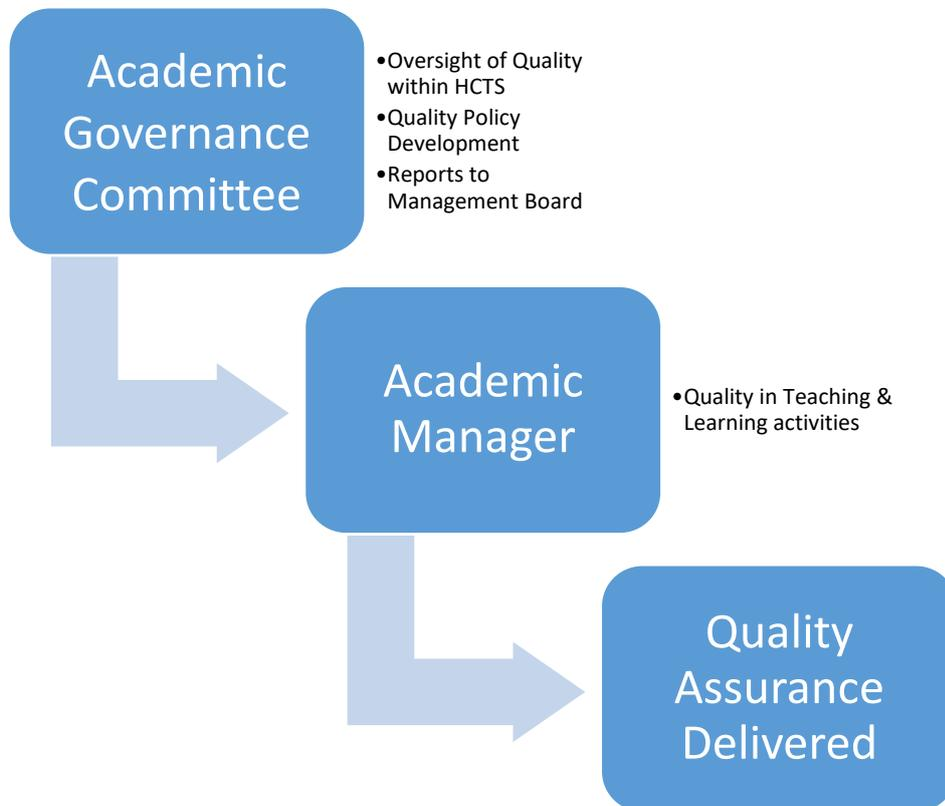 Academic
Governance
Committee
•Oversight of Quality
within HCTS
•Quality Policy
Development
•Reports to
Management Board
Academic
Manager
•Quality in Teaching &
Learning activities
Quality
Assurance
Delivered